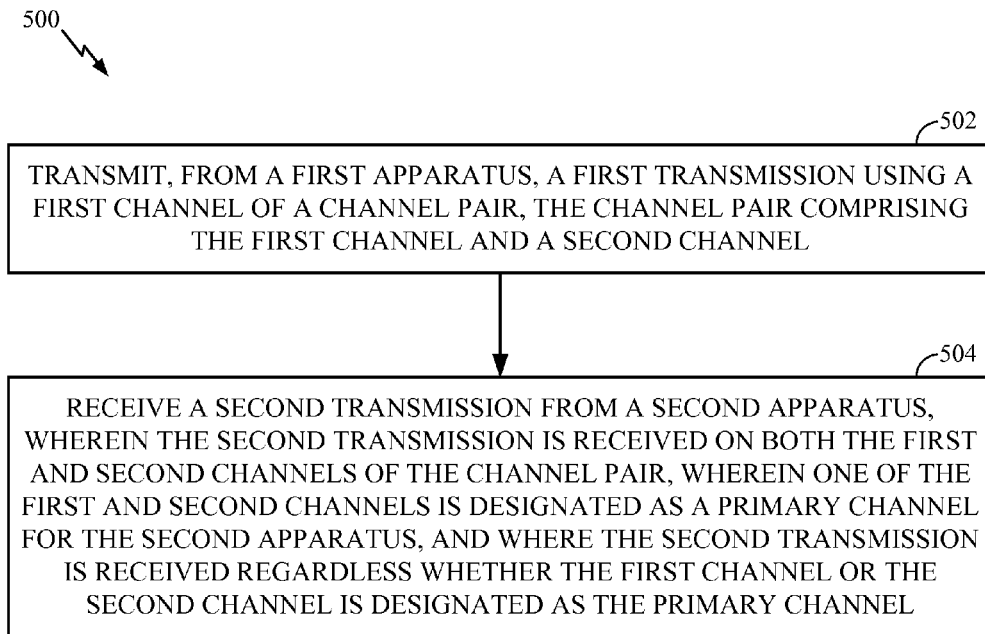 500
502
TRANSMIT, FROM A FIRST APPARATUS, A FIRST TRANSMISSION USING A
FIRST CHANNEL OF A CHANNEL PAIR, THE CHANNEL PAIR COMPRISING
THE FIRST CHANNEL AND A SECOND CHANNEL
504
RECEIVE A SECOND TRANSMISSION FROM A SECOND APPARATUS,
WHEREIN THE SECOND TRANSMISSION IS RECEIVED ON BOTH THE FIRST
AND SECOND CHANNELS OF THE CHANNEL PAIR, WHEREIN ONE OF THE
FIRST AND SECOND CHANNELS IS DESIGNATED AS A PRIMARY CHANNEL
FOR THE SECOND APPARATUS, AND WHERE THE SECOND TRANSMISSION
IS RECEIVED REGARDLESS WHETHER THE FIRST CHANNEL OR THE
SECOND CHANNEL IS DESIGNATED AS THE PRIMARY CHANNEL